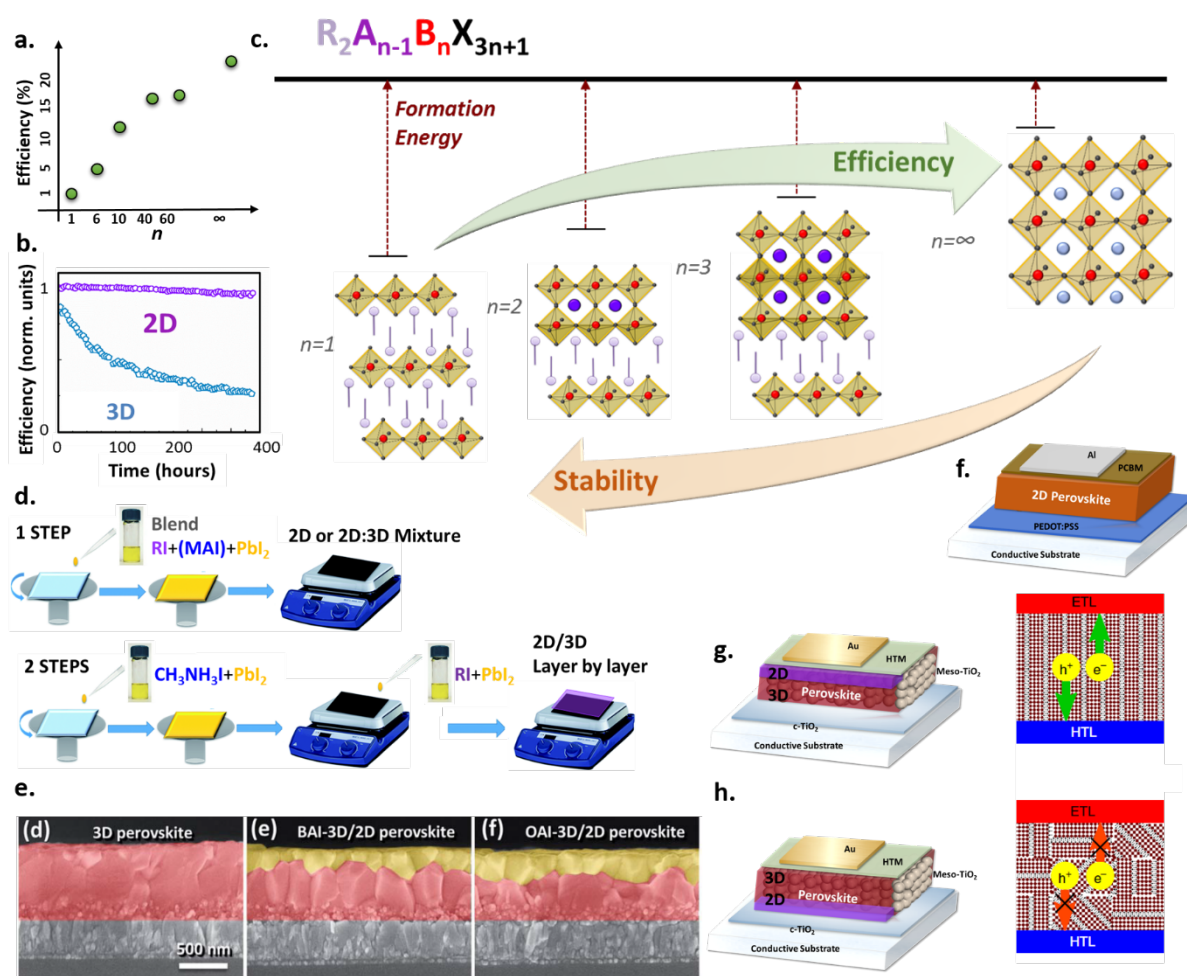 a.
Efficiency (%)
20
15
10
5
1
1 6 10 40 60 ∞
n
b.
Efficiency (norm. units)
1
0
2D
3D
0 100 200 400
Time (hours)
c.
R2An-1BnX3n+1
Formation
Energy
Efficiency
n=1
n=2
n=3
n=∞
Stability
d.
1 STEP
Blend
RI+(MAI)+PbI2
2D or 2D:3D Mixture
2 STEPS
CH3NH3I+PbI2
RI+PbI2
2D/3D
Layer by layer
e.
(d) 3D perovskite
500 nm
(e) BAI-3D/2D perovskite
(f) OAI-3D/2D perovskite
f.
Al
PCBM
2D Perovskite
PEDOT:PSS
Conductive Substrate
ETL
h+ e−
HTL
g.
Au
HTM
2D
3D
Perovskite
Meso-TiO2
c-TiO2
Conductive Substrate
h.
Au
HTM
3D
2D
Perovskite
Meso-TiO2
c-TiO2
Conductive Substrate
ETL
h+ e−
HTL